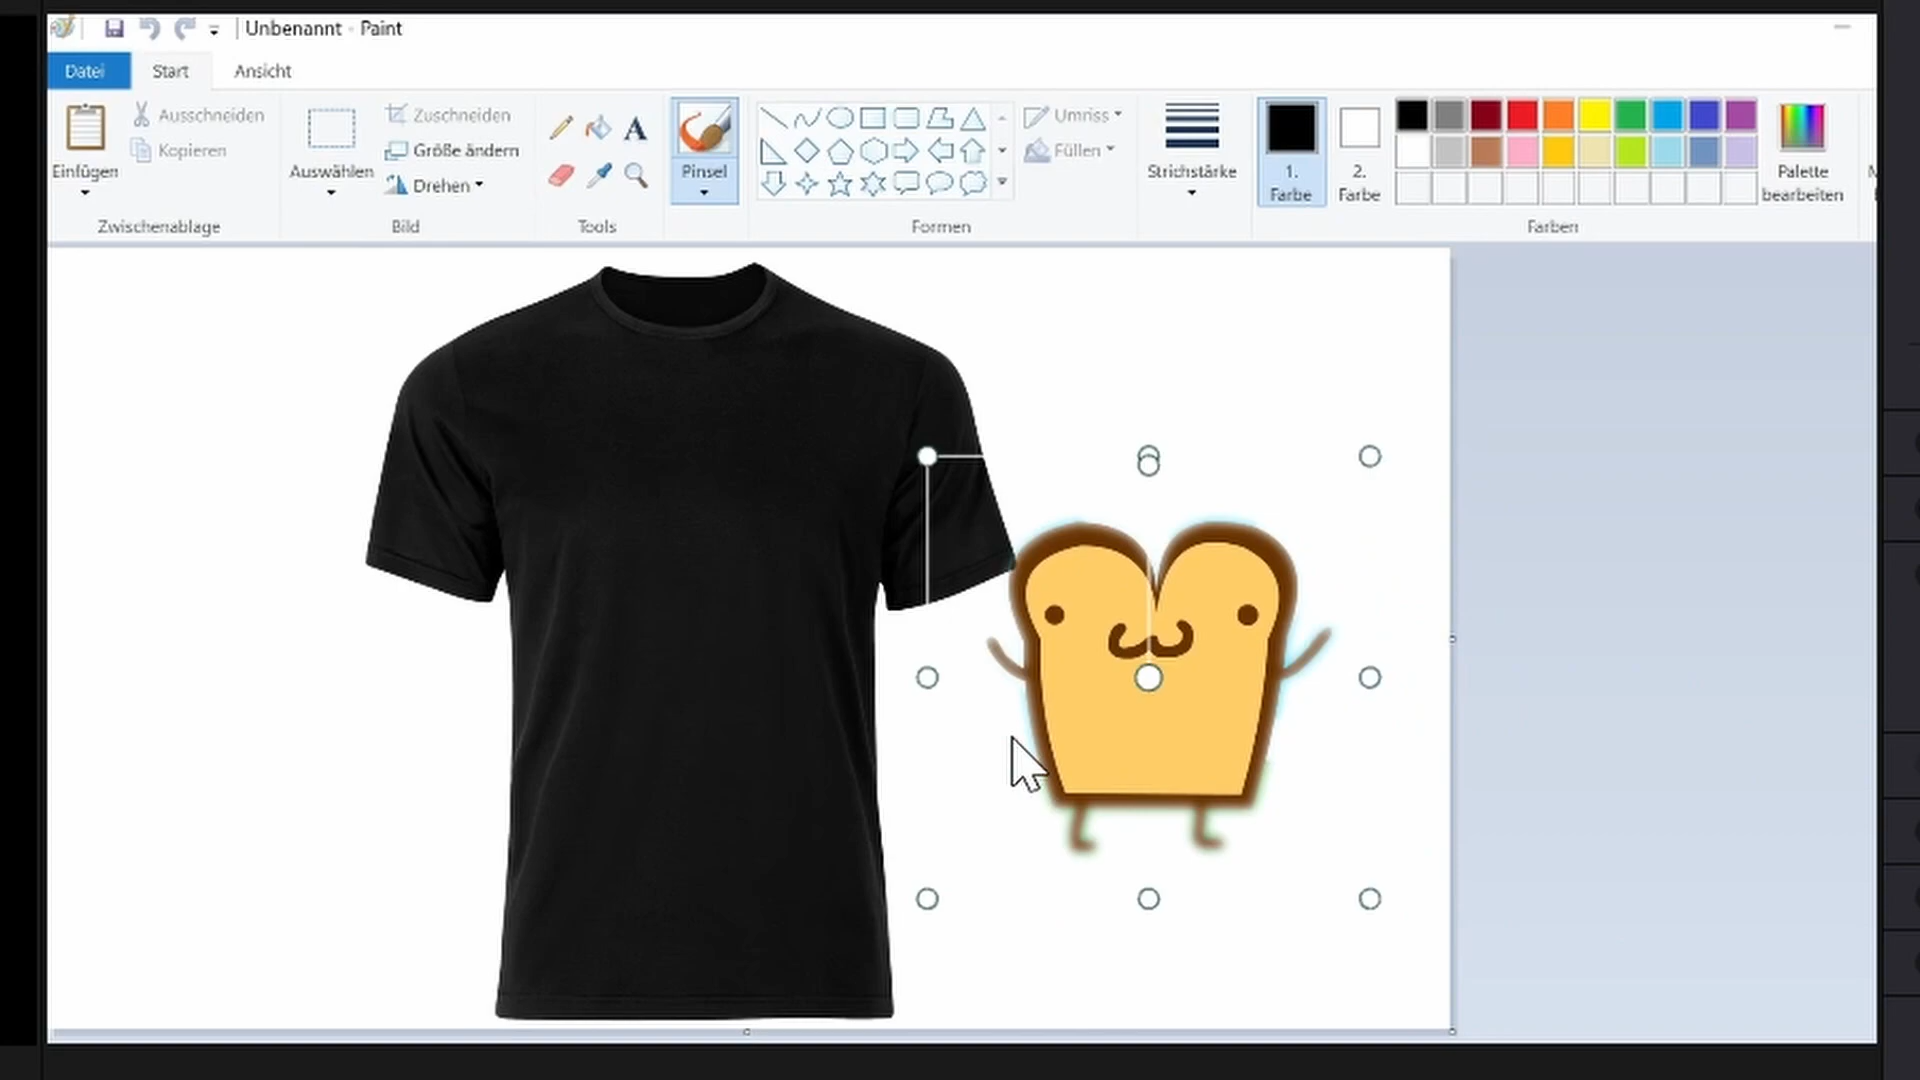 Unbenannt - Paint
Datei
Start
Ansicht
Einfügen
Ausschneiden
Kopieren
Zwischenablage
Auswählen
Zuschneiden
Größe ändern
Drehen
Bild
A
Tools
Pinsel
Formen
Umriss
Füllen
Strichstärke
1.
Farbe
2.
Farbe
Farben
Palette
bearbeiten